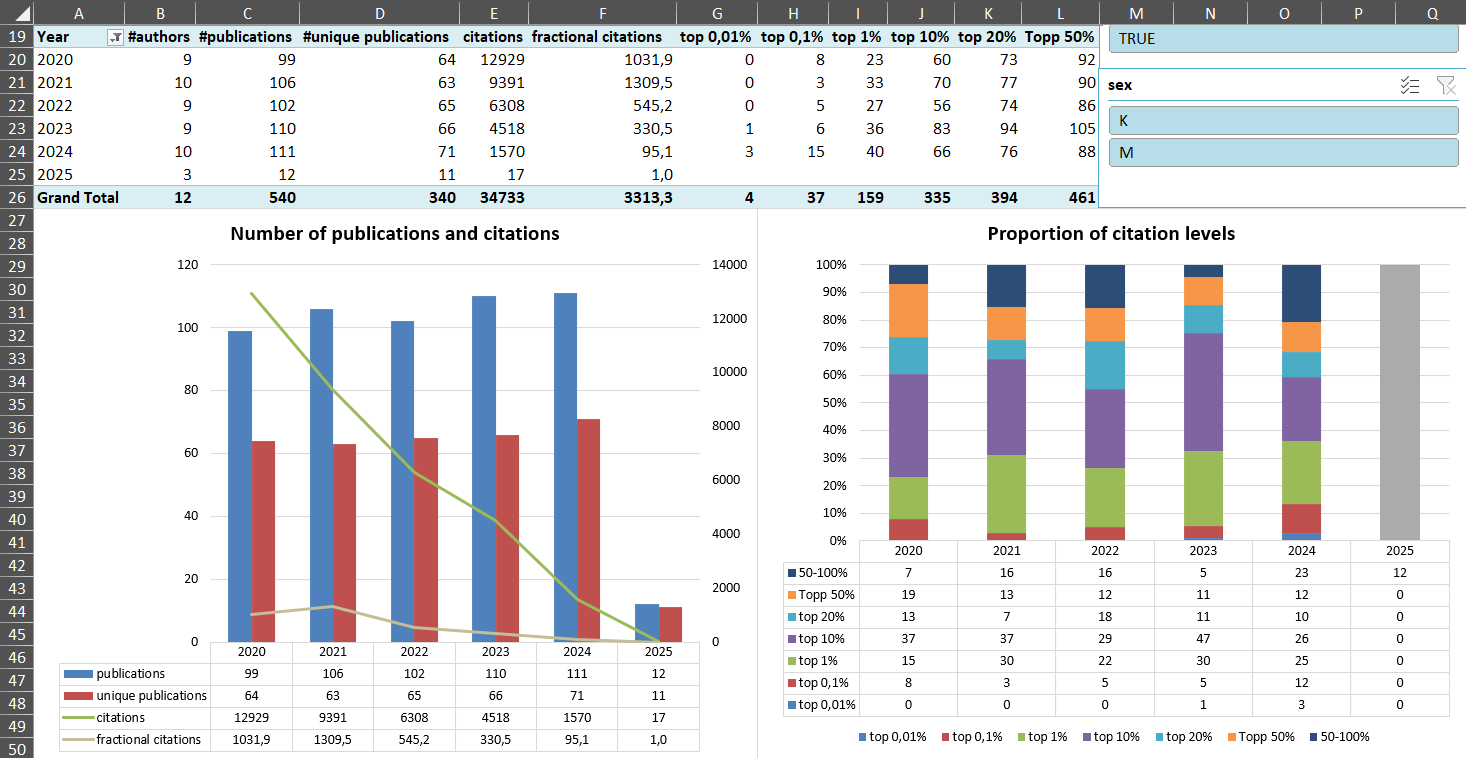 A B C D E F G H I J K L M N O P Q
19 Year #authors #publications #unique publications citations fractional citations top 0,01% top 0,1% top 1% top 10% top 20% Topp 50%
TRUE
20 2020 9 99 64 12929 1031,9 0 8 23 60 73 92
21 2021 10 106 63 9391 1309,5 0 3 33 70 77 90
sex
22 2022 9 102 65 6308 545,2 0 5 27 56 74 86
23 2023 9 110 66 4518 330,5 1 6 36 83 94 105
K
24 2024 10 111 71 1570 95,1 3 15 40 66 76 88
M
25 2025 3 12 11 17 1,0
26 Grand Total 12 540 340 34733 3313,3 4 37 159 335 394 461
27
28
29
30
31
32
33
34
35
36
37
38
39
40
41
42
43
44
45
46
47
48
49
50
Number of publications and citations
120
100
80
60
40
20
0
14000
12000
10000
8000
6000
4000
2000
0
2020 2021 2022 2023 2024 2025
publications 99 106 102 110 111 12
unique publications 64 63 65 66 71 11
citations 12929 9391 6308 4518 1570 17
fractional citations 1031,9 1309,5 545,2 330,5 95,1 1,0
Proportion of citation levels
100%
90%
80%
70%
60%
50%
40%
30%
20%
10%
0%
2020 2021 2022 2023 2024 2025
50-100% 7 16 16 5 23 12
Topp 50% 19 13 12 11 12 0
top 20% 13 7 18 11 10 0
top 10% 37 37 29 47 26 0
top 1% 15 30 22 30 25 0
top 0,1% 8 3 5 5 12 0
top 0,01% 0 0 0 1 3 0
top 0,01% top 0,1% top 1% top 10% top 20% Topp 50% 50-100%